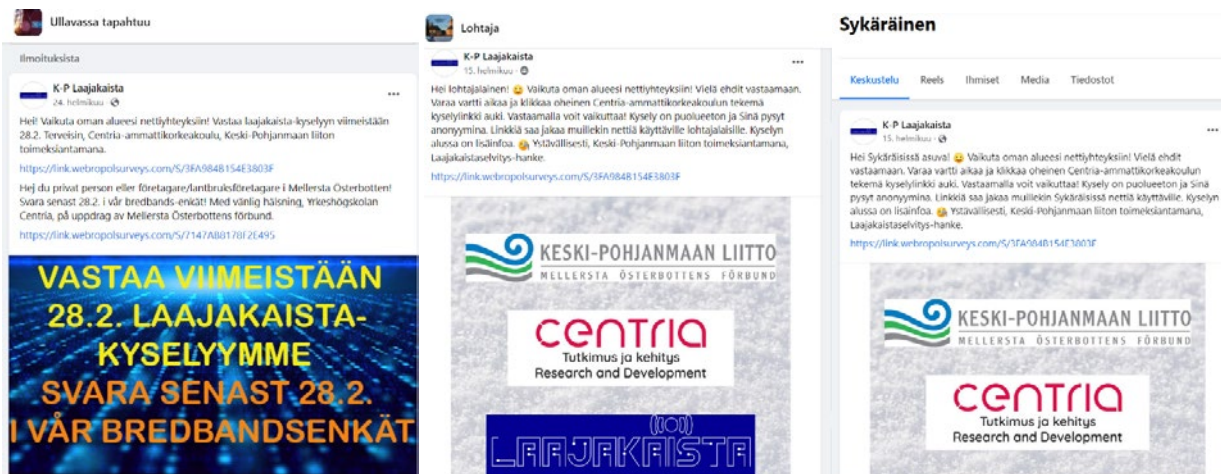 Ullavassa tapahtuu
Ilmoituksista
K-P Laajakaista
24. helmikuu
Hei! Vaikuta oman alueesi nettiyhteyksiin! Vastaa laajakaista-kyselyyn viimeistään
28.2. Terveisin, Centria-ammattikorkeakoulu, Keski-Pohjanmaan liiton
toimeksiantamana.
https://link.webropolsurveys.com/S/3FA984B154E3803F
Hej du privat person eller företagare/lantbruksföretagare i Mellersta Österbotten!
Svara senast 28.2. i vår bredbands-enkät! Med vänlig hälsning, Yrkeshögskolan
Centria, på uppdrag av Mellersta Österbottens förbund.
https://link.webropolsurveys.com/S/7147AB8178F2E495
VASTAA VIIMEISTÄÄN
28.2. LAAJAKAISTA-
KYSELYYMME
SVARA SENAST 28.2.
I VÅR BREDBANDSENKÄT
Lohtaja
K-P Laajakaista
15. helmikuu
Hei lohtajalainen! 😀 Vaikuta oman alueesi nettiyhteyksiin! Vielä ehdit vastaamaan.
Varaa vartti aikaa ja klikkaa oheinen Centria-ammattikorkeakoulun tekemä
kyselylinkki auki. Vastaamalla voit vaikuttaa! Kysely on puolueeton ja Sinä pysyt
anonyyminä. Linkkiä saa jakaa muillekin nettiä käyttäville lohtajalaisille. Kyselyn
alussa on lisäinfoa. Ystävällisesti, Keski-Pohjanmaan liiton toimeksiantamana,
Laajakaistaselvitys-hanke.
https://link.webropolsurveys.com/S/3FA984B154E3803F
KESKI-POHJANMAAN LIITTO
MELLERSTA ÖSTERBOTTENS FÖRBUND
centria
Tutkimus ja kehitys
Research and Development
LAAJAKAISTA
Sykäräinen
Keskustelu Reels Ihmiset Media Tiedostot
K-P Laajakaista
15. helmikuu
Hei Sykäräisissä asuva! 😀 Vaikuta oman alueesi nettiyhteyksiin! Vielä ehdit
vastaamaan. Varaa vartti aikaa ja klikkaa oheinen Centria-ammattikorkeakoulun
tekemä kyselylinkki auki. Vastaamalla voit vaikuttaa! Kysely on puolueeton ja Sinä
pysyt anonyyminä. Linkkiä saa jakaa muillekin Sykäräisissä nettiä käyttäville. Kyselyn
alussa on lisäinfoa. Ystävällisesti, Keski-Pohjanmaan liiton toimeksiantamana,
Laajakaistaselvitys-hanke.
https://link.webropolsurveys.com/S/3FA984B154E3803F
KESKI-POHJANMAAN LIITTO
MELLERSTA ÖSTERBOTTENS FÖRBUND
centria
Tutkimus ja kehitys
Research and Development